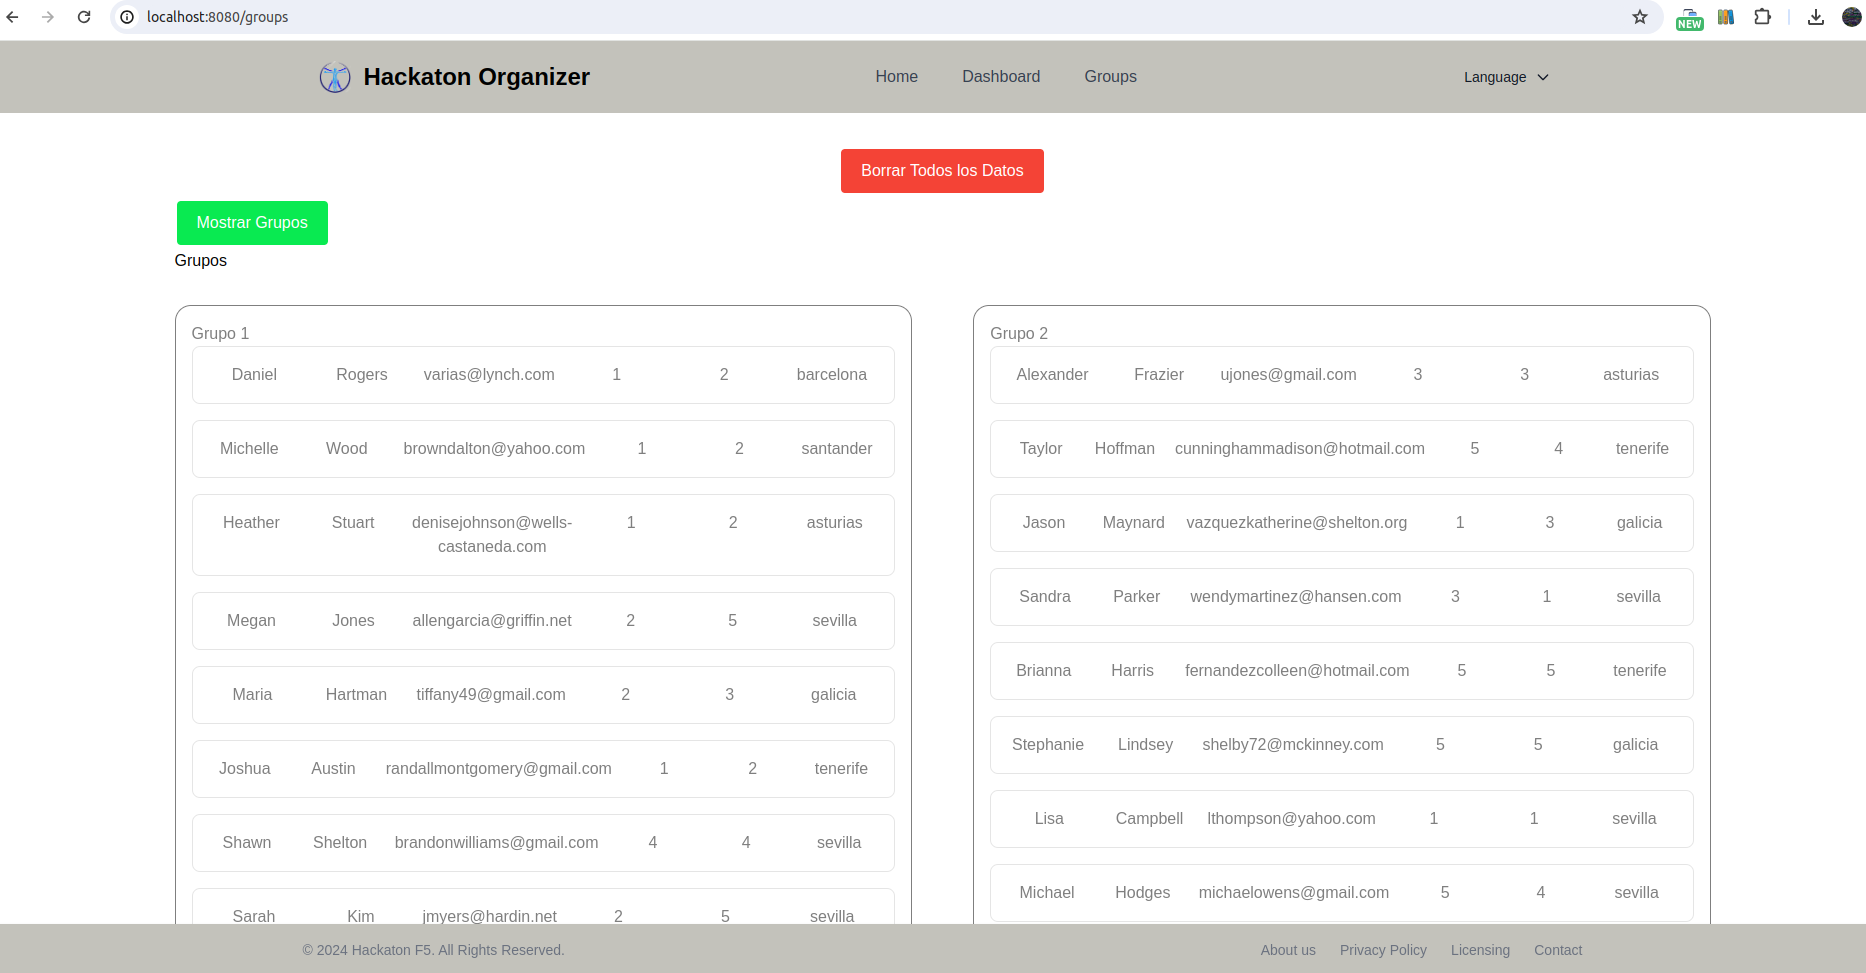 localhost:8080/groups
NEW
Hackaton Organizer
Home Dashboard Groups
Language
Borrar Todos los Datos
Mostrar Grupos
Grupos
Grupo 1
Daniel Rogers varias@lynch.com 1 2 barcelona
Michelle Wood browndalton@yahoo.com 1 2 santander
Heather Stuart denisejohnson@wells-
castaneda.com 1 2 asturias
Megan Jones allengarcia@griffin.net 2 5 sevilla
Maria Hartman tiffany49@gmail.com 2 3 galicia
Joshua Austin randallmontgomery@gmail.com 1 2 tenerife
Shawn Shelton brandonwilliams@gmail.com 4 4 sevilla
Sarah Kim jmyers@hardin.net 2 5 sevilla
Grupo 2
Alexander Frazier ujones@gmail.com 3 3 asturias
Taylor Hoffman cunninghammadison@hotmail.com 5 4 tenerife
Jason Maynard vazquezkatherine@shelton.org 1 3 galicia
Sandra Parker wendymartinez@hansen.com 3 1 sevilla
Brianna Harris fernandezcolleen@hotmail.com 5 5 tenerife
Stephanie Lindsey shelby72@mckinney.com 5 5 galicia
Lisa Campbell lthompson@yahoo.com 1 1 sevilla
Michael Hodges michaelowens@gmail.com 5 4 sevilla
© 2024 Hackaton F5. All Rights Reserved.
About us Privacy Policy Licensing Contact